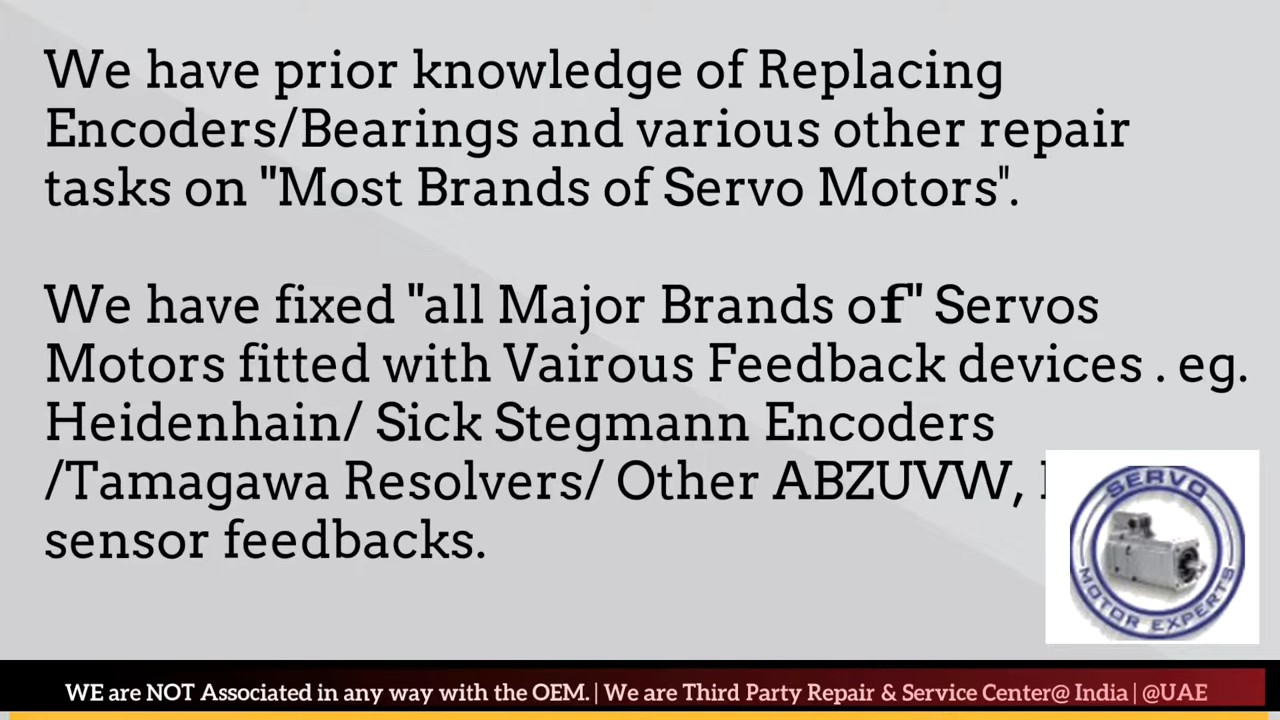 We have prior knowledge of Replacing
Encoders/Bearings and various other repair
tasks on "Most Brands of Servo Motors".
We have fixed "all Major Brands of" Servos
Motors fitted with Vairous Feedback devices . eg.
Heidenhain/ Sick Stegmann Encoders
/Tamagawa Resolvers/ Other ABZUVW,
sensor feedbacks.
SERVO
MOTOR EXPERTS
WE are NOT Associated in any way with the OEM. | We are Third Party Repair & Service Center@ India | @UAE